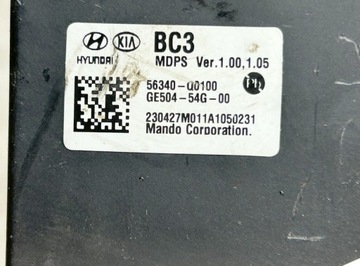 HYUNDAI KIA BC3
MDPS Ver.1.00,1.05
56340-Q0100
GE504-54G-00
230427M011A1050231
Mando Corporation.